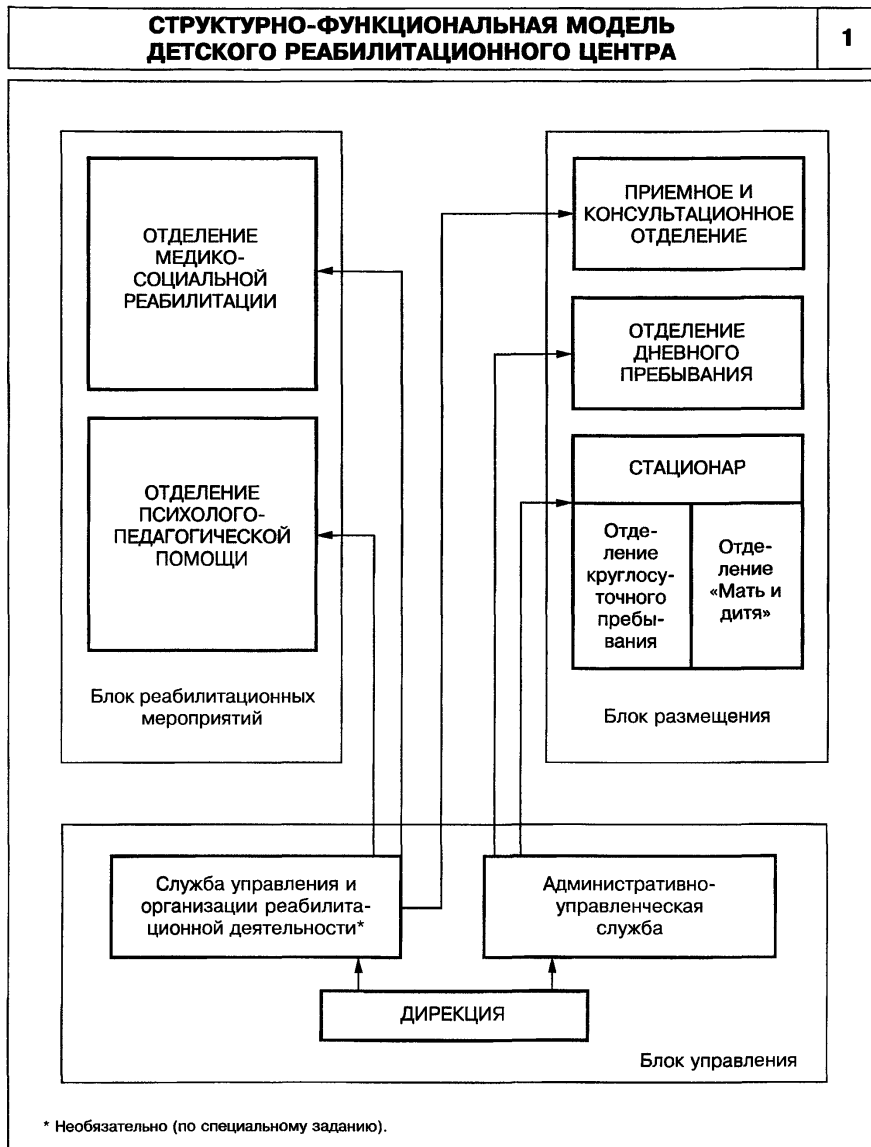 СТРУКТУРНО-ФУНКЦИОНАЛЬНАЯ МОДЕЛЬ
ДЕТСКОГО РЕАБИЛИТАЦИОННОГО ЦЕНТРА
1
ОТДЕЛЕНИЕ
МЕДИКО-
СОЦИАЛЬНОЙ
РЕАБИЛИТАЦИИ
ОТДЕЛЕНИЕ
ПСИХОЛОГО-
ПЕДАГОГИЧЕСКОЙ
ПОМОЩИ
Блок реабилитационных
мероприятий
ПРИЕМНОЕ И
КОНСУЛЬТАЦИОННОЕ
ОТДЕЛЕНИЕ
ОТДЕЛЕНИЕ
ДНЕВНОГО
ПРЕБЫВАНИЯ
СТАЦИОНАР
Отде-
ление
круглосу-
точного
пребы-
вания
Отде-
ление
«Мать и
дитя»
Блок размещения
Служба управления и
организации реабилита-
ционной деятельности*
Административно-
управленческая
служба
ДИРЕКЦИЯ
Блок управления
* Необязательно (по специальному заданию).